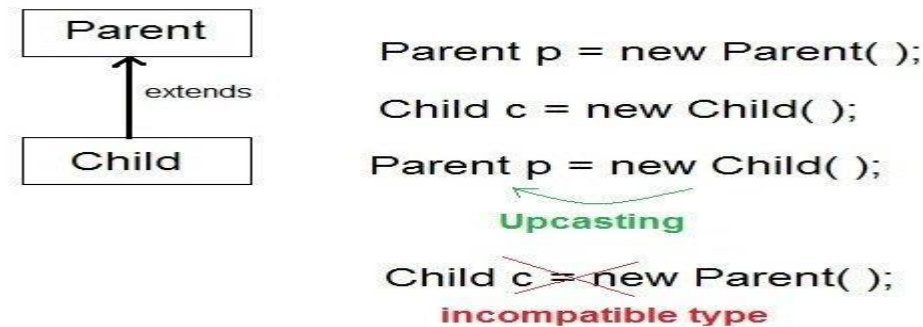 Parent
extends
Child
Parent p = new Parent( );
Child c = new Child( );
Parent p = new Child( );
Upcasting
Child c = new Parent( );
incompatible type